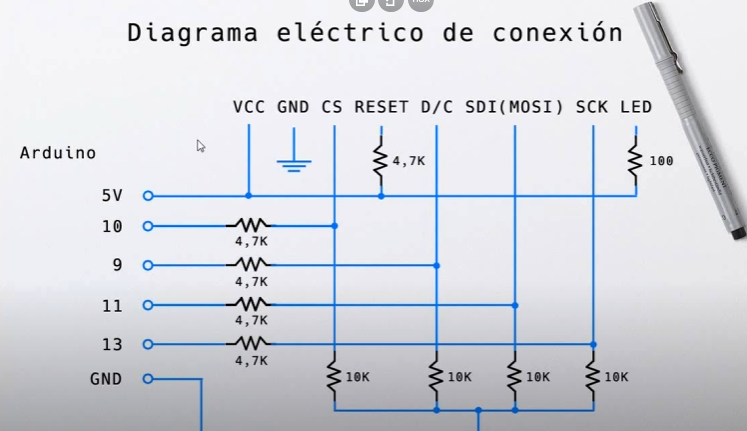 Diagrama eléctrico de conexión
VCC GND CS RESET D/C SDI(MOSI) SCK LED
Arduino
4,7K
100
5V
10
4,7K
9
4,7K
11
4,7K
13
4,7K
GND
10K
10K
10K
10K